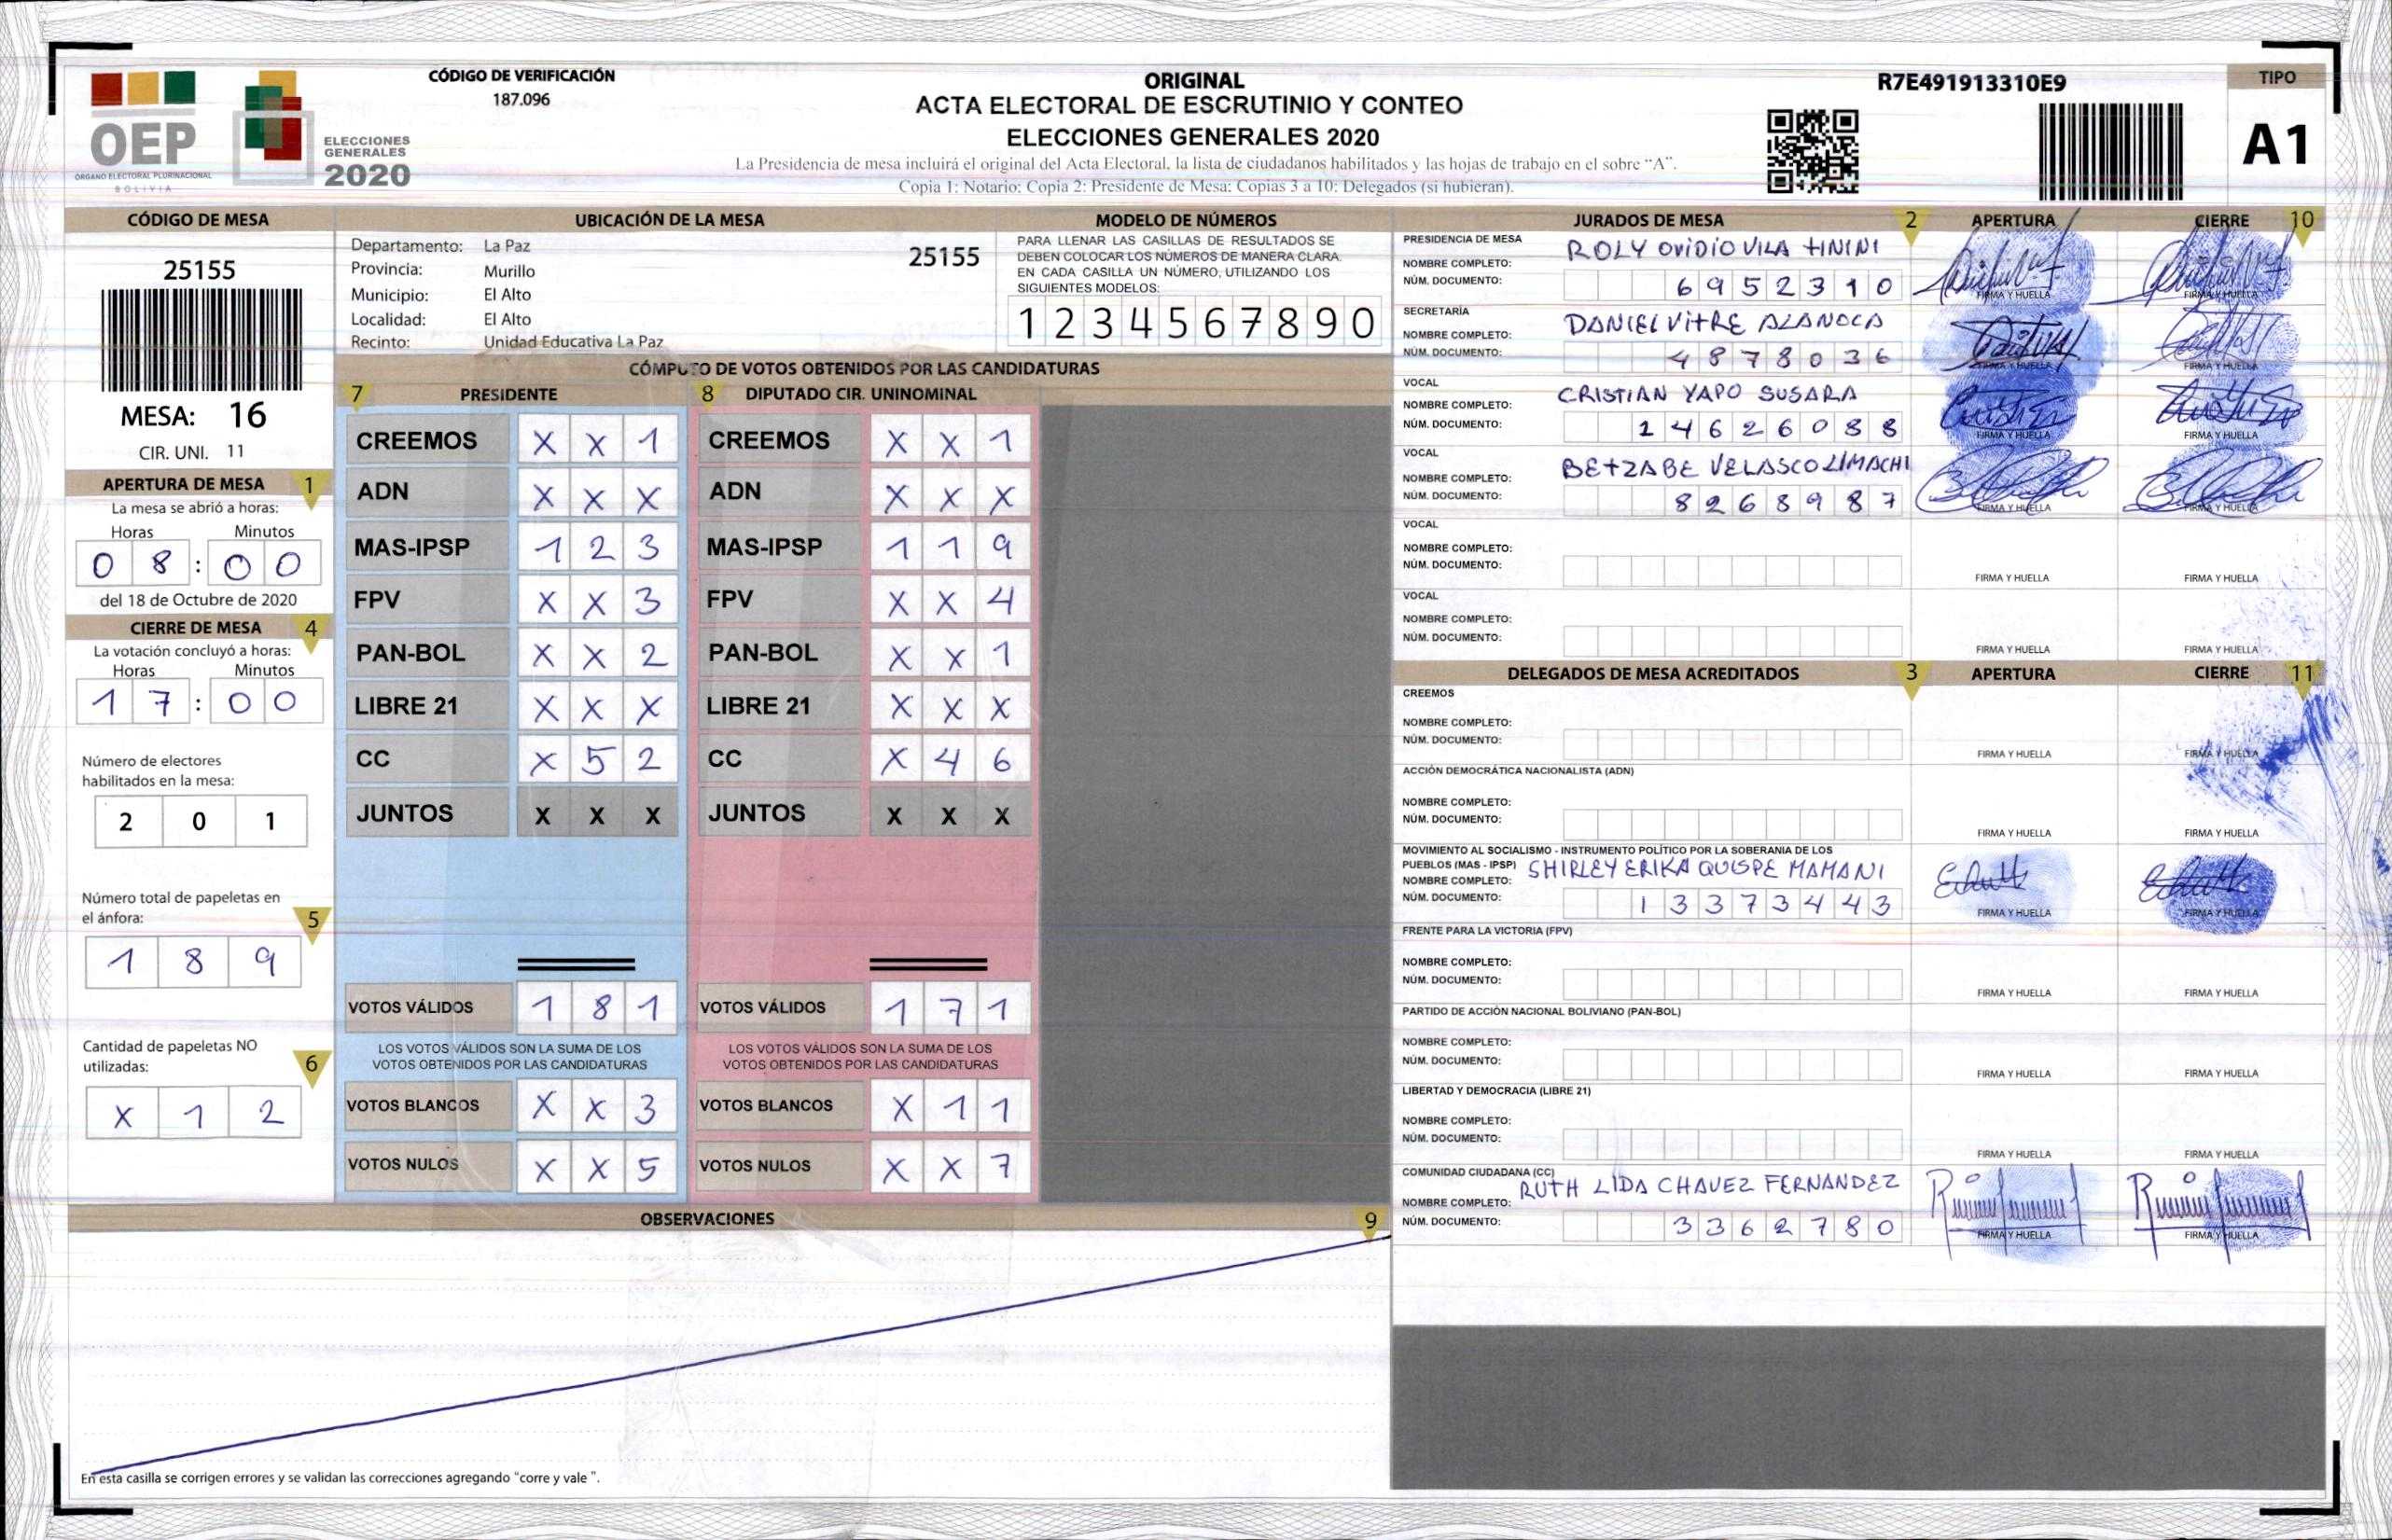 OEP
ÓRGANO ELECTORAL PLURINACIONAL
BOLIVIA
ELECCIONES
GENERALES
2020
CÓDIGO DE VERIFICACIÓN
187.096
ORIGINAL
ACTA ELECTORAL DE ESCRUTINIO Y CONTEO
ELECCIONES GENERALES 2020
La Presidencia de mesa incluirá el original del Acta Electoral, la lista de ciudadanos habilitados y las hojas de trabajo en el sobre “A”.
Copia 1: Notario; Copia 2: Presidente de Mesa; Copias 3 a 10: Delegados (si hubieran).
R7E491913310E9
TIPO
A1
CÓDIGO DE MESA
25155
MESA: 16
CIR. UNI. 11
APERTURA DE MESA 1
La mesa se abrió a horas:
Horas Minutos
0 8 : 0 0
del 18 de Octubre de 2020
CIERRE DE MESA 4
La votación concluyó a horas:
Horas Minutos
1 7 : 0 0
Número de electores
habilitados en la mesa:
2 0 1
Número total de papeletas en
el ánfora: 5
1 8 9
Cantidad de papeletas NO
utilizadas: 6
X 1 2
UBICACIÓN DE LA MESA
Departamento: La Paz 25155
Provincia: Murillo
Municipio: El Alto
Localidad: El Alto
Recinto: Unidad Educativa La Paz
MODELO DE NÚMEROS
PARA LLENAR LAS CASILLAS DE RESULTADOS SE
DEBEN COLOCAR LOS NÚMEROS DE MANERA CLARA.
EN CADA CASILLA UN NÚMERO, UTILIZANDO LOS
SIGUIENTES MODELOS:
1 2 3 4 5 6 7 8 9 0
CÓMPUTO DE VOTOS OBTENIDOS POR LAS CANDIDATURAS
7 PRESIDENTE
CREEMOS X X 1
ADN X X X
MAS-IPSP 1 2 3
FPV X X 3
PAN-BOL X X 2
LIBRE 21 X X X
CC X 5 2
JUNTOS X X X
VOTOS VÁLIDOS 1 8 1
LOS VOTOS VÁLIDOS SON LA SUMA DE LOS
VOTOS OBTENIDOS POR LAS CANDIDATURAS
VOTOS BLANCOS X X 3
VOTOS NULOS X X 5
8 DIPUTADO CIR. UNINOMINAL
CREEMOS X X 1
ADN X X X
MAS-IPSP 1 1 9
FPV X X 4
PAN-BOL X X 1
LIBRE 21 X X X
CC X 4 6
JUNTOS X X X
VOTOS VÁLIDOS 1 7 1
LOS VOTOS VÁLIDOS SON LA SUMA DE LOS
VOTOS OBTENIDOS POR LAS CANDIDATURAS
VOTOS BLANCOS X 1 1
VOTOS NULOS X X 7
OBSERVACIONES 9
En esta casilla se corrigen errores y se validan las correcciones agregando “corre y vale ”.
JURADOS DE MESA 2 APERTURA CIERRE 10
PRESIDENCIA DE MESA
NOMBRE COMPLETO: ROLY OVIDIO VILA TININI
NÚM. DOCUMENTO: 6 9 5 2 3 1 0 FIRMA Y HUELLA FIRMA Y HUELLA
SECRETARÍA
NOMBRE COMPLETO: DANIEL VITRE ALANOCA
NÚM. DOCUMENTO: 4 8 7 8 0 3 6 FIRMA Y HUELLA FIRMA Y HUELLA
VOCAL
NOMBRE COMPLETO: CRISTIAN YAPO SUSARA
NÚM. DOCUMENTO: 1 4 6 2 6 0 8 8 FIRMA Y HUELLA FIRMA Y HUELLA
VOCAL
NOMBRE COMPLETO: BETZABE VELASCO LIMACHI
NÚM. DOCUMENTO: 8 2 6 8 9 8 7 FIRMA Y HUELLA FIRMA Y HUELLA
VOCAL
NOMBRE COMPLETO:
NÚM. DOCUMENTO: FIRMA Y HUELLA FIRMA Y HUELLA
VOCAL
NOMBRE COMPLETO:
NÚM. DOCUMENTO: FIRMA Y HUELLA FIRMA Y HUELLA
DELEGADOS DE MESA ACREDITADOS 3 APERTURA CIERRE 11
CREEMOS
NOMBRE COMPLETO:
NÚM. DOCUMENTO: FIRMA Y HUELLA FIRMA Y HUELLA
ACCIÓN DEMOCRÁTICA NACIONALISTA (ADN)
NOMBRE COMPLETO:
NÚM. DOCUMENTO: FIRMA Y HUELLA FIRMA Y HUELLA
MOVIMIENTO AL SOCIALISMO - INSTRUMENTO POLÍTICO POR LA SOBERANIA DE LOS
PUEBLOS (MAS - IPSP)
NOMBRE COMPLETO: SHIRLEY ERIKA QUISPE MAMANI
NÚM. DOCUMENTO: 1 3 3 7 3 4 4 3 FIRMA Y HUELLA FIRMA Y HUELLA
FRENTE PARA LA VICTORIA (FPV)
NOMBRE COMPLETO:
NÚM. DOCUMENTO: FIRMA Y HUELLA FIRMA Y HUELLA
PARTIDO DE ACCIÓN NACIONAL BOLIVIANO (PAN-BOL)
NOMBRE COMPLETO:
NÚM. DOCUMENTO: FIRMA Y HUELLA FIRMA Y HUELLA
LIBERTAD Y DEMOCRACIA (LIBRE 21)
NOMBRE COMPLETO:
NÚM. DOCUMENTO: FIRMA Y HUELLA FIRMA Y HUELLA
COMUNIDAD CIUDADANA (CC)
NOMBRE COMPLETO: RUTH LIDA CHAVEZ FERNANDEZ
NÚM. DOCUMENTO: 3 3 6 2 7 8 0 FIRMA Y HUELLA FIRMA Y HUELLA